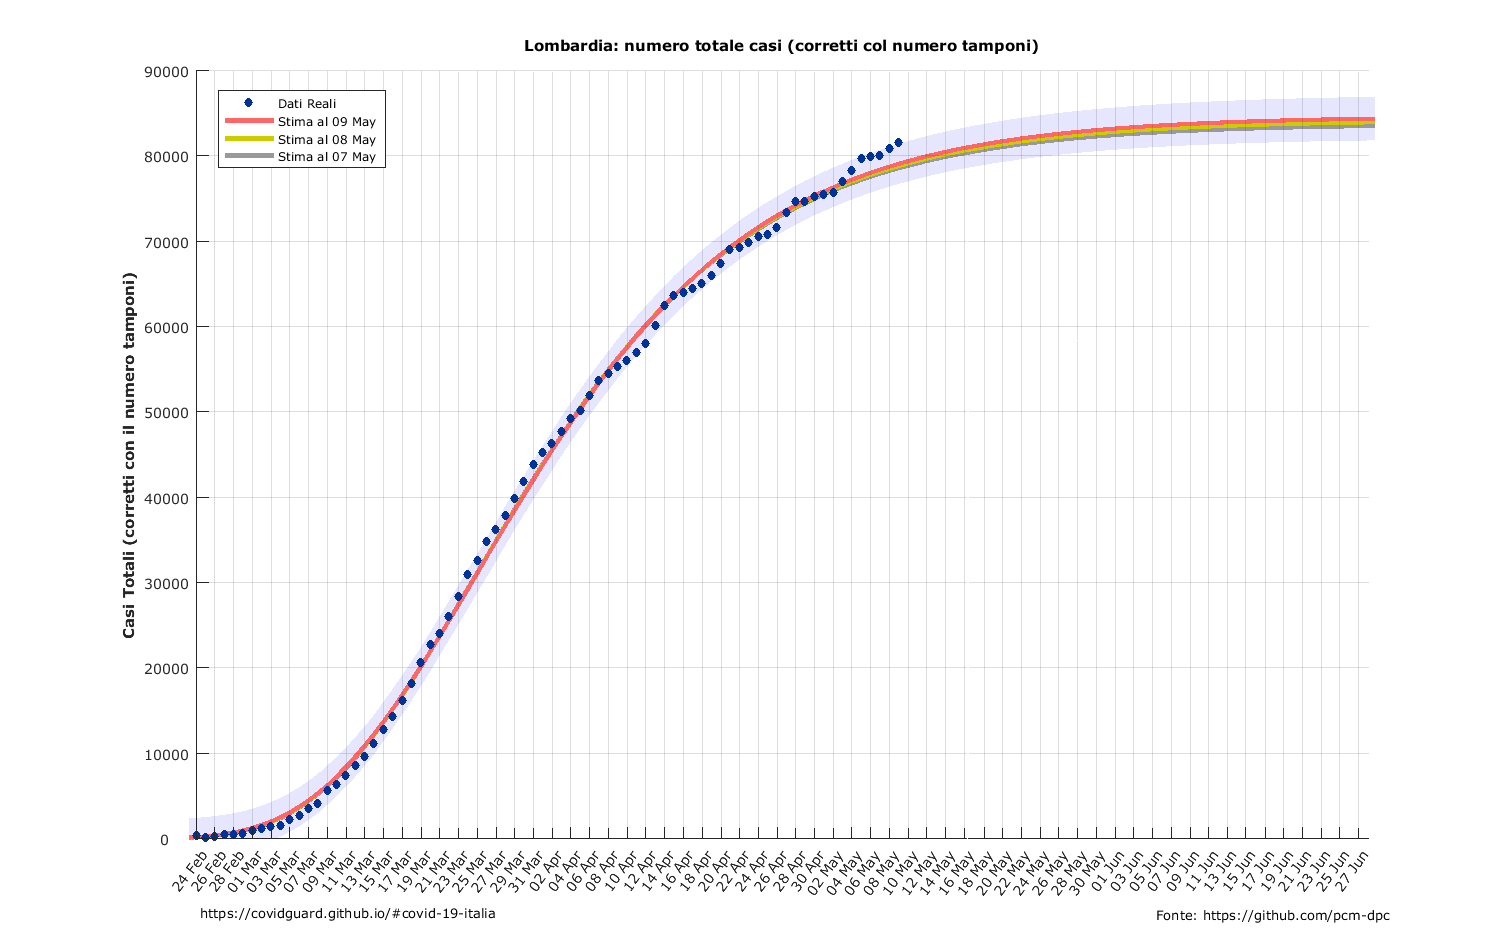 Lombardia: numero totale casi (corretti col numero tamponi)
90000
80000
70000
60000
50000
40000
30000
20000
10000
0
Casi Totali (corretti con il numero tamponi)
Dati Reali
Stima al 09 May
Stima al 08 May
Stima al 07 May
24 Feb
26 Feb
28 Feb
01 Mar
03 Mar
05 Mar
07 Mar
09 Mar
11 Mar
13 Mar
15 Mar
17 Mar
19 Mar
21 Mar
23 Mar
25 Mar
27 Mar
29 Mar
31 Mar
02 Apr
04 Apr
06 Apr
08 Apr
10 Apr
12 Apr
14 Apr
16 Apr
18 Apr
20 Apr
22 Apr
24 Apr
26 Apr
28 Apr
30 Apr
02 May
04 May
06 May
08 May
10 May
12 May
14 May
16 May
18 May
20 May
22 May
24 May
26 May
28 May
30 May
01 Jun
03 Jun
05 Jun
07 Jun
09 Jun
11 Jun
13 Jun
15 Jun
17 Jun
19 Jun
21 Jun
23 Jun
25 Jun
27 Jun
https://covidguard.github.io/#covid-19-italia
Fonte: https://github.com/pcm-dpc